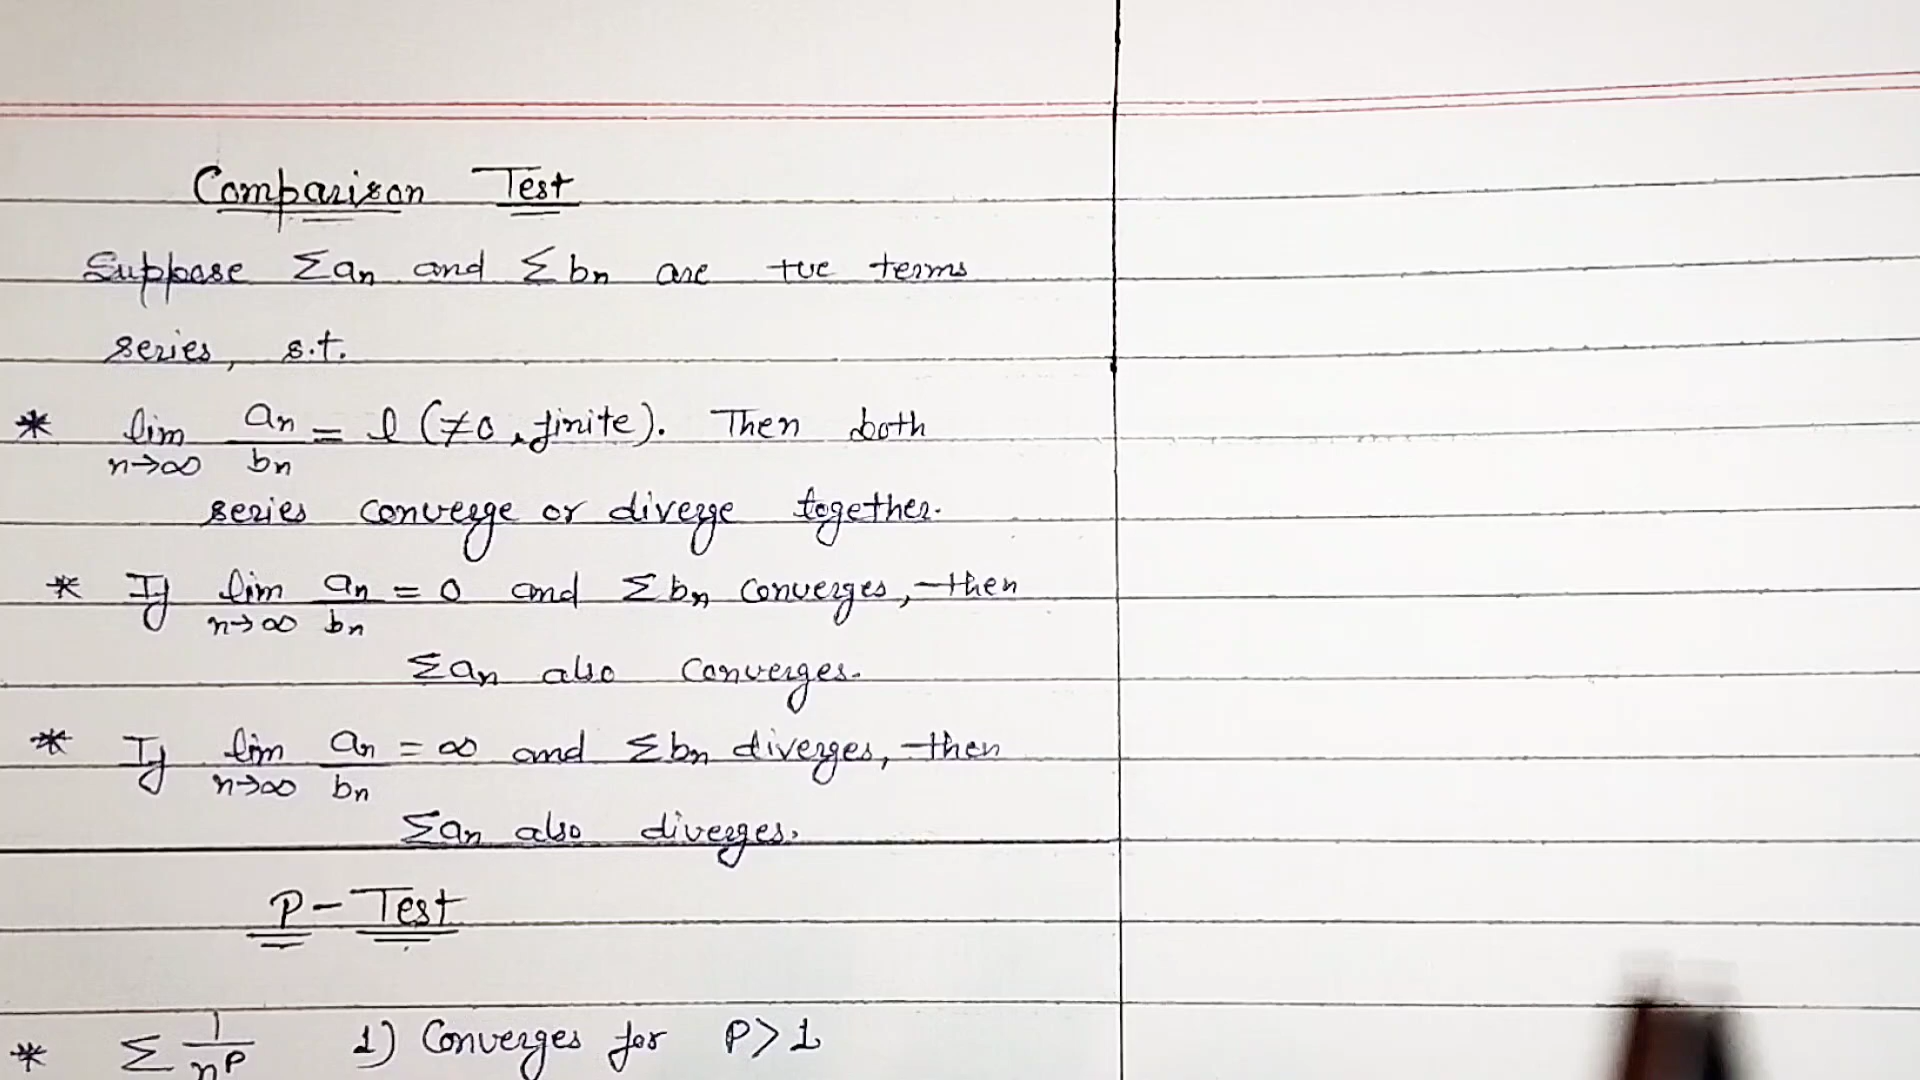 Comparison Test
Suppose Σan and Σbn are +ve terms
series, s.t.
* lim n→∞ an/bn = l (≠0, finite). Then both
series converge or diverge together.
* If lim n→∞ an/bn = 0 and Σbn converges, then
Σan also converges.
* If lim n→∞ an/bn = ∞ and Σbn diverges, then
Σan also diverges.
P - Test
* Σ 1/n^P 1) Converges for P>1